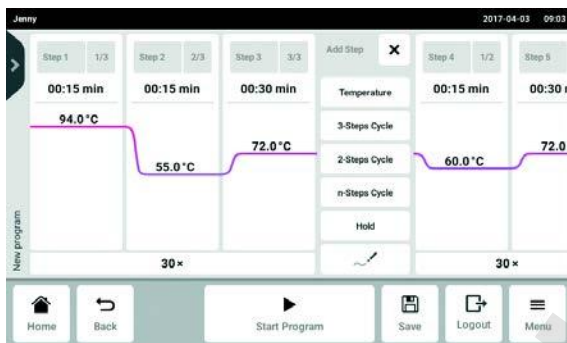 Jenny
2017-04-03 09:03
Step 1 1/3
Step 2 2/3
Step 3 3/3
Add Step
Step 4 1/2
Step 5
00:15 min
00:15 min
00:30 min
Temperature
00:15 min
00:30
94.0°C
55.0°C
72.0°C
3-Steps Cycle
2-Steps Cycle
60.0°C
72.0
n-Steps Cycle
Hold
New program
30×
30×
Home
Back
Start Program
Save
Logout
Menu